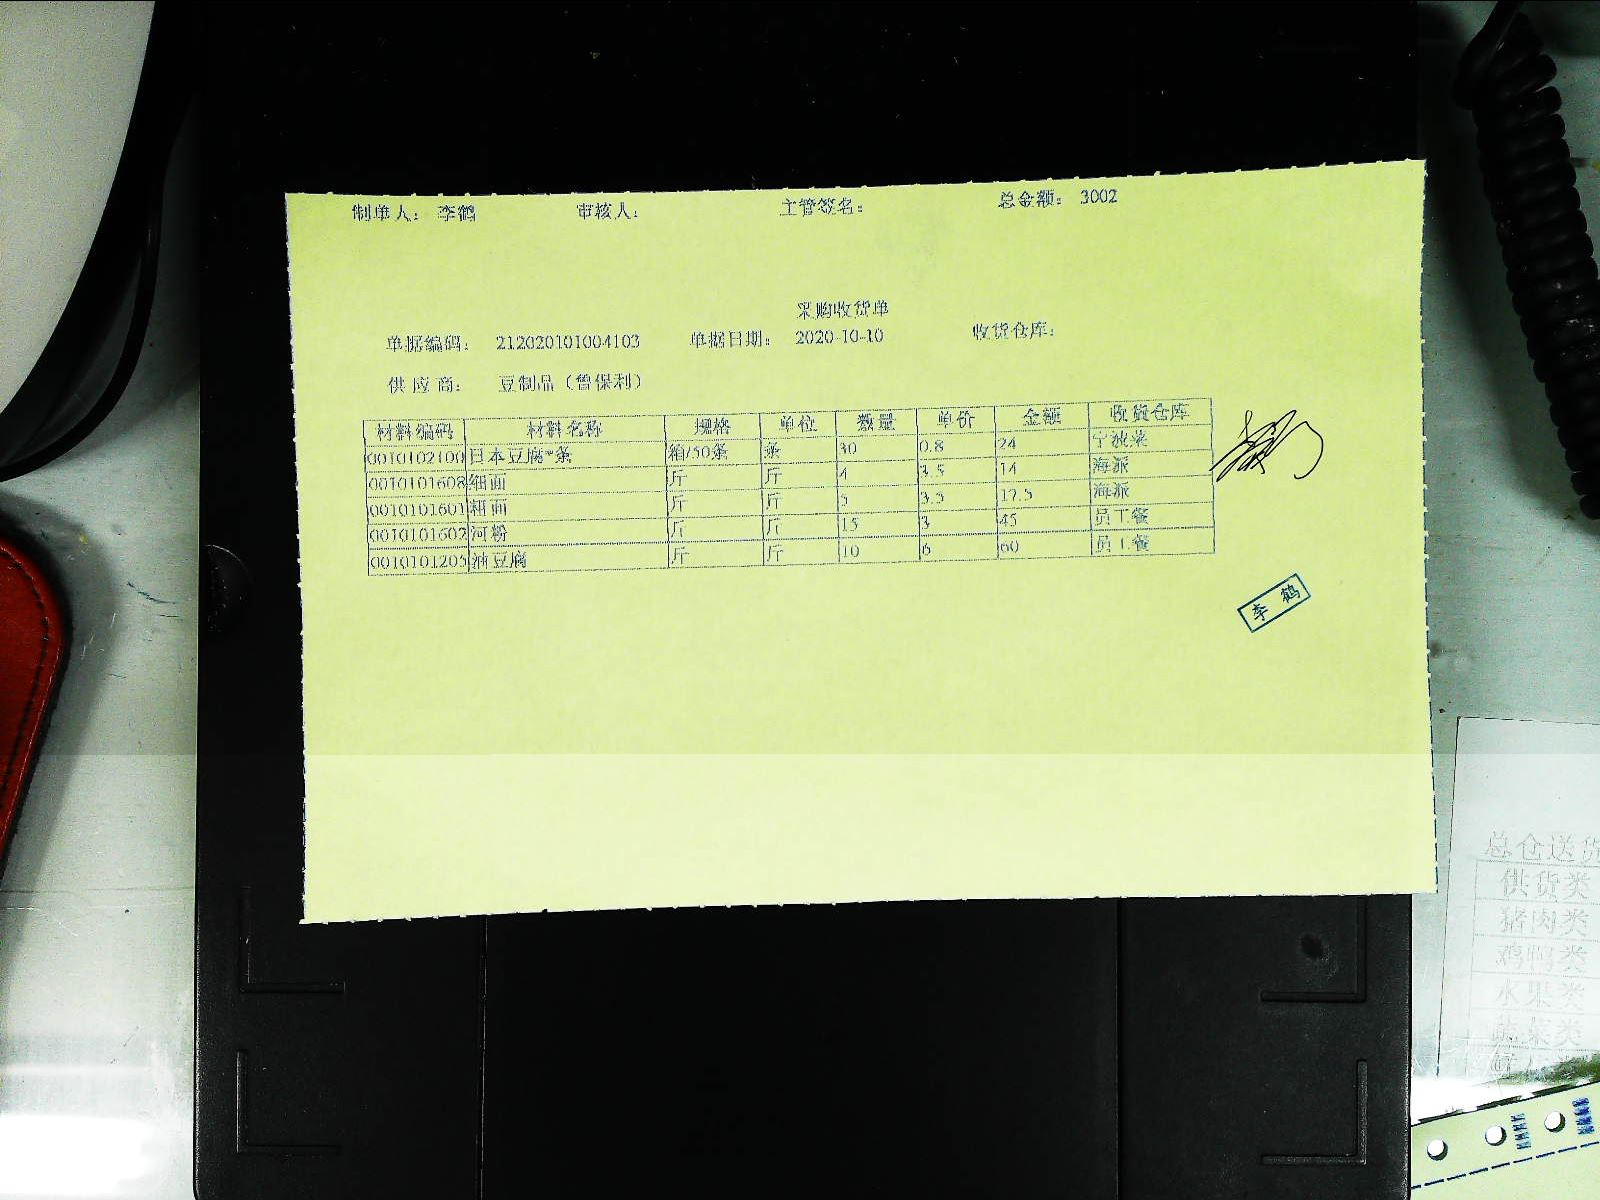 制单人： 李鹤 审核人： 主管签名： 总金额： 3002
采购收货单
单据编码： 212020101004103 单据日期： 2020-10-10 收货仓库：
供应商： 豆制品（曾保利）
材料编码 材料名称 规格 单位 数量 单价 金额 收货仓库
0010102100 日本豆腐*条 箱/50条 条 30 0.8 24 宁波菜
0010101608 细面 斤 斤 4 3.5 14 海派
0010101601 粗面 斤 斤 5 3.5 17.5 海派
0010101602 河粉 斤 斤 15 3 45 员工餐
0010101205 油豆腐 斤 斤 10 6 60 员工餐
李鹤
总仓送货
供货类
猪肉类
鸡鸭类
水果类
蔬菜类